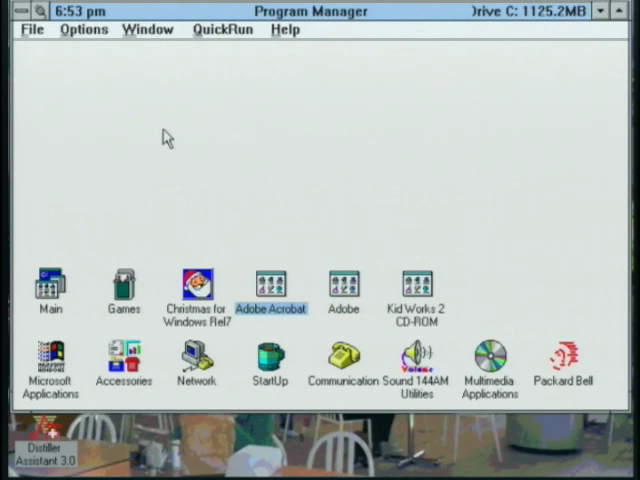 6:53 pm
Program Manager
rive C: 1125.2MB
File Options Window QuickRun Help
Main
Games
Christmas for
Windows Rel7
Adobe Acrobat
Adobe
Kid Works 2
CD-ROM
Microsoft
Applications
Accessories
Network
StartUp
Communication
Volume
Sound 144AM
Utilities
Multimedia
Applications
Packard Bell
Distiller
Assistant 3.0